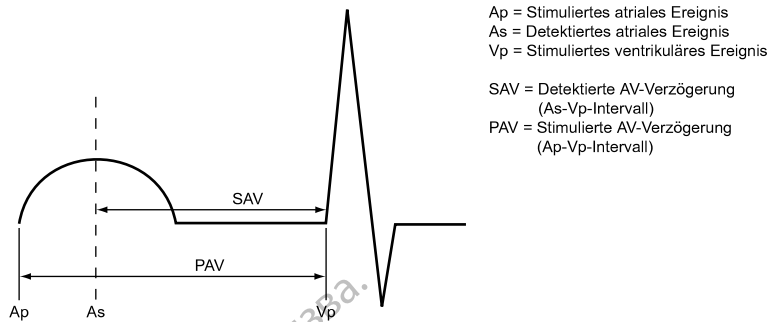 Ap = Stimuliertes atriales Ereignis
As = Detektiertes atriales Ereignis
Vp = Stimuliertes ventrikuläres Ereignis
SAV = Detektierte AV-Verzögerung
(As-Vp-Intervall)
PAV = Stimulierte AV-Verzögerung
(Ap-Vp-Intervall)
SAV
PAV
Ap As Vp